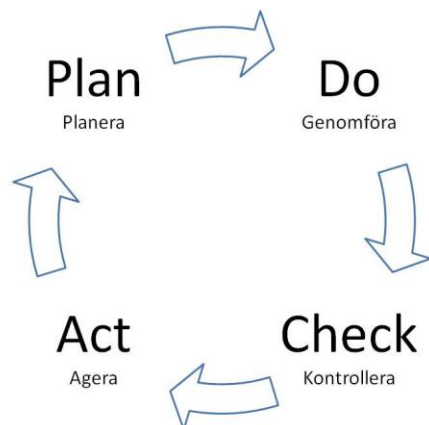 Plan
Planera
Do
Genomföra
Check
Kontrollera
Act
Agera